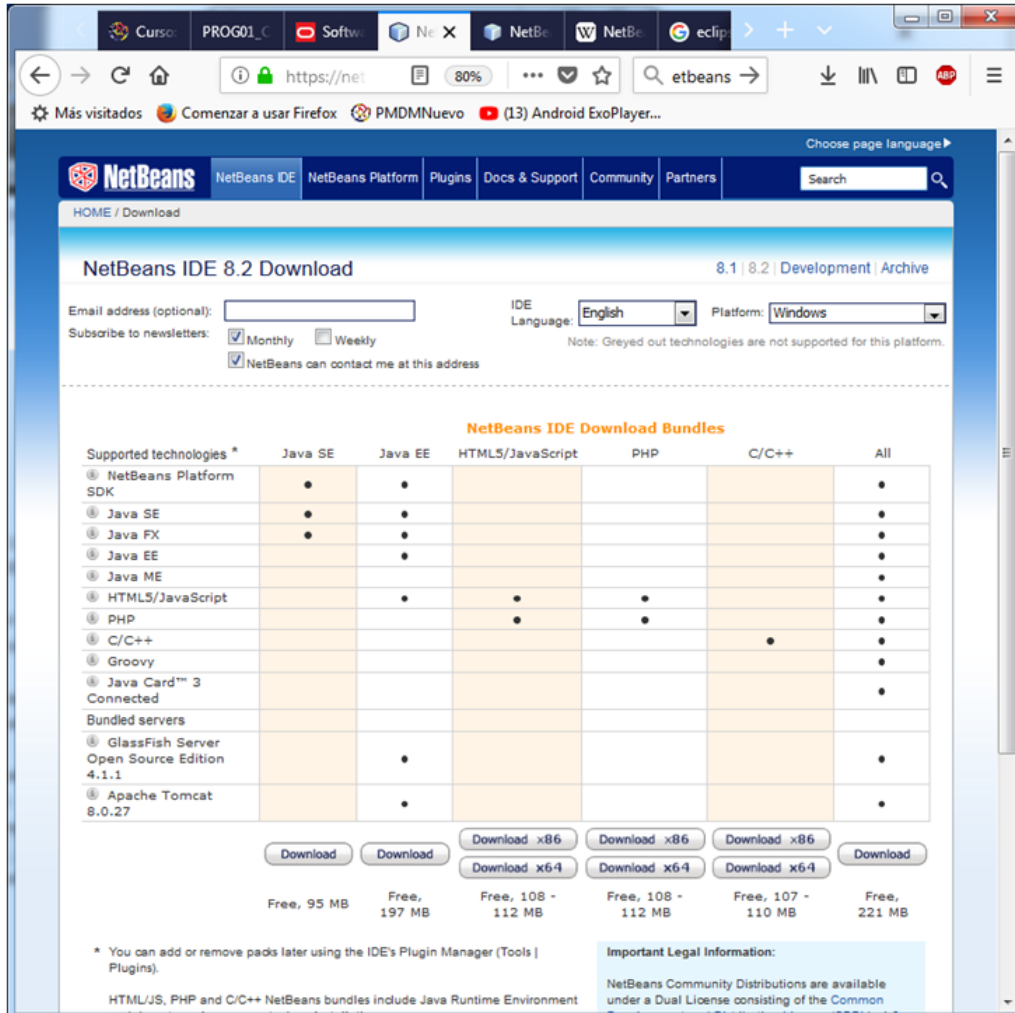 Curso: PROG01_C Softw Ne NetBe NetBe eclip
https://net 80% etbeans
Más visitados Comenzar a usar Firefox PMDMNuevo (13) Android ExoPlayer...
Choose page language
NetBeans NetBeans IDE NetBeans Platform Plugins Docs & Support Community Partners Search
HOME / Download
NetBeans IDE 8.2 Download 8.1 | 8.2 | Development | Archive
Email address (optional): IDE Language: English Platform: Windows
Subscribe to newsletters: Monthly Weekly Note: Greyed out technologies are not supported for this platform.
NetBeans can contact me at this address
NetBeans IDE Download Bundles
Supported technologies * Java SE Java EE HTML5/JavaScript PHP C/C++ All
NetBeans Platform SDK • • •
Java SE • • •
Java FX • • •
Java EE • •
Java ME •
HTML5/JavaScript • • • •
PHP • • •
C/C++ • •
Groovy •
Java Card™ 3 Connected •
Bundled servers
GlassFish Server Open Source Edition 4.1.1 • •
Apache Tomcat 8.0.27 • •
Download x86 Download x86 Download x86
Download Download Download
Download x64 Download x64 Download x64
Free, 95 MB Free, 197 MB Free, 108 - 112 MB Free, 108 - 112 MB Free, 107 - 110 MB Free, 221 MB
* You can add or remove packs later using the IDE's Plugin Manager (Tools |
Plugins).
HTML/JS, PHP and C/C++ NetBeans bundles include Java Runtime Environment
Important Legal Information:
NetBeans Community Distributions are available
under a Dual License consisting of the Common